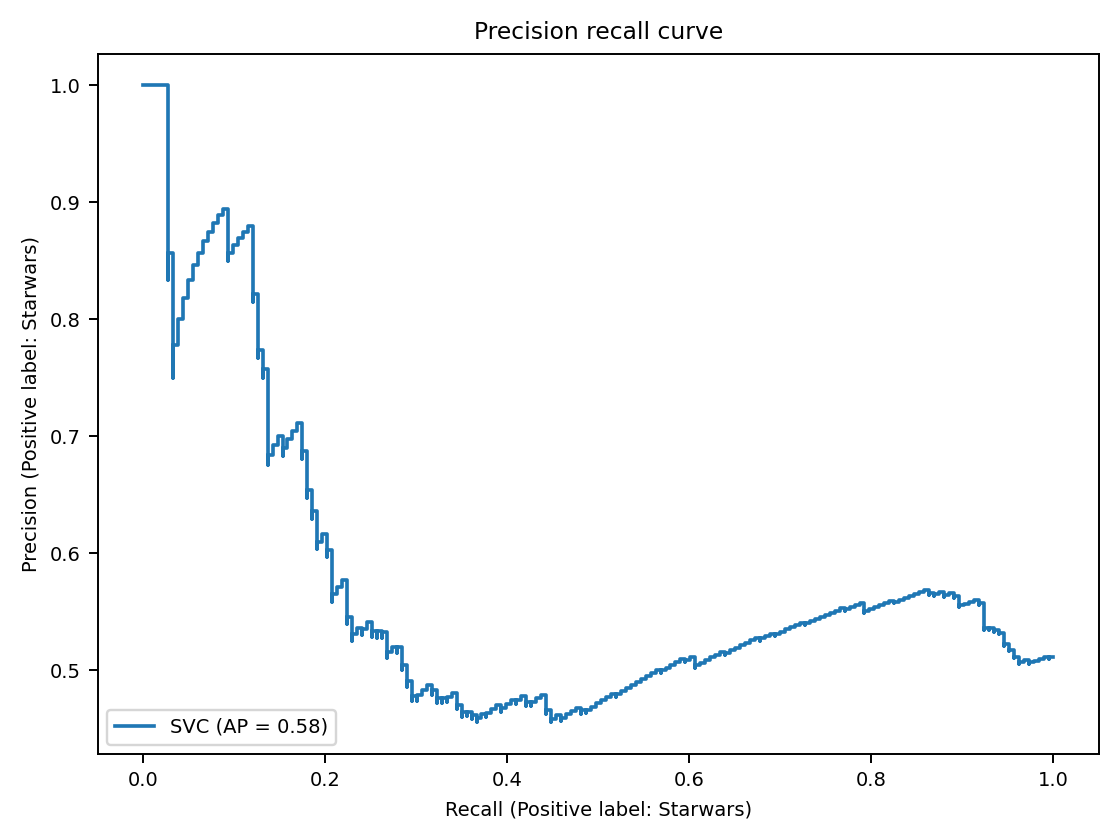 Precision recall curve
Precision (Positive label: Starwars)
1.0
0.9
0.8
0.7
0.6
0.5
SVC (AP = 0.58)
0.0 0.2 0.4 0.6 0.8 1.0
Recall (Positive label: Starwars)